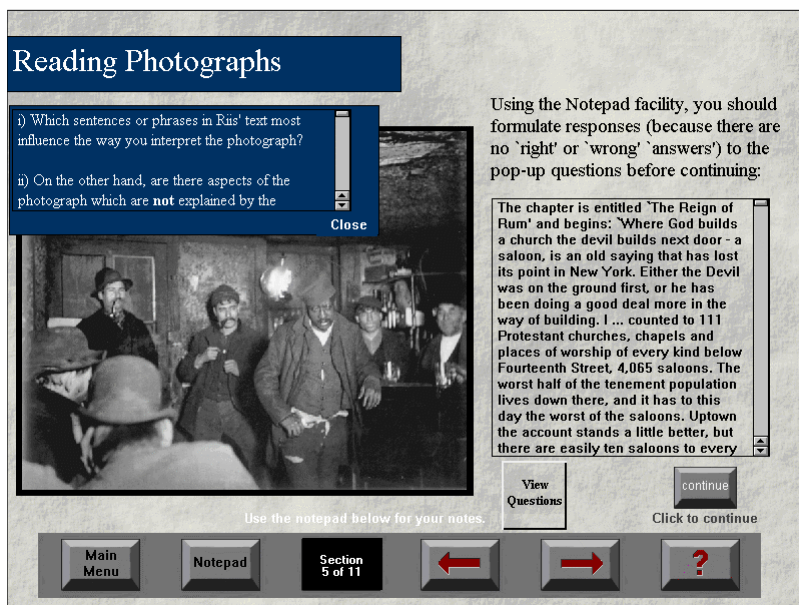 Reading Photographs
i) Which sentences or phrases in Riis' text most
influence the way you interpret the photograph?
ii) On the other hand, are there aspects of the
photograph which are not explained by the
Close
Using the Notepad facility, you should
formulate responses (because there are
no `right' or `wrong' `answers') to the
pop-up questions before continuing:
The chapter is entitled `The Reign of
Rum' and begins: `Where God builds
a church the devil builds next door - a
saloon, is an old saying that has lost
its point in New York. Either the Devil
was on the ground first, or he has
been doing a good deal more in the
way of building. I ... counted to 111
Protestant churches, chapels and
places of worship of every kind below
Fourteenth Street, 4,065 saloons. The
worst half of the tenement population
lives down there, and it has to this
day the worst of the saloons. Uptown
the account stands a little better, but
there are easily ten saloons to every
View
Questions
continue
Click to continue
Use the notepad below for your notes.
Main
Menu
Notepad
Section
5 of 11
?